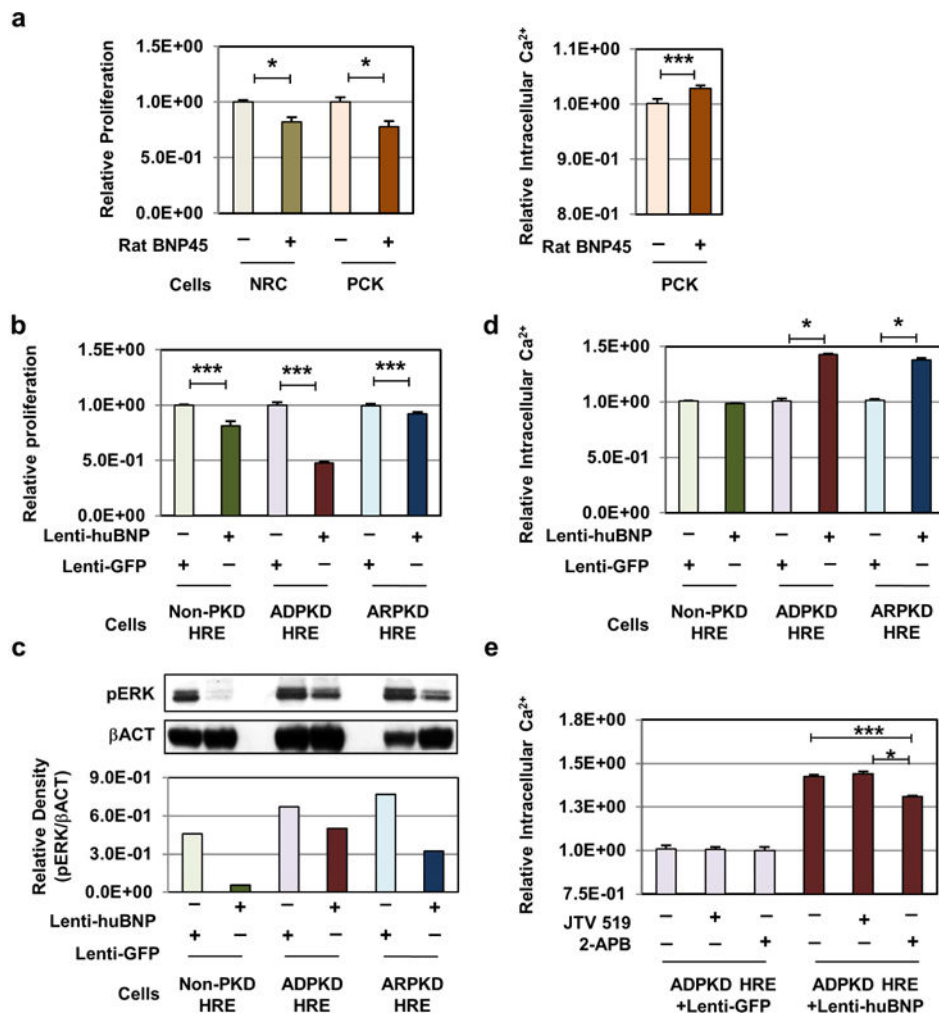 a
Relative Proliferation
1.5E+00
1.0E+00
5.0E-01
0.0E+00
* *
Rat BNP45 – + – +
Cells NRC PCK
Relative Intracellular Ca²⁺
1.1E+00
1.0E+00
9.0E-01
8.0E-01
***
Rat BNP45 – +
PCK
b
Relative proliferation
1.5E+00
1.0E+00
5.0E-01
0.0E+00
*** *** ***
Lenti-huBNP – + – + – +
Lenti-GFP + – + – + –
Cells Non-PKD HRE ADPKD HRE ARPKD HRE
d
Relative Intracellular Ca²⁺
1.5E+00
1.0E+00
5.0E-01
0.0E+00
* *
Lenti-huBNP – + – + – +
Lenti-GFP + – + – + –
Cells Non-PKD HRE ADPKD HRE ARPKD HRE
c
pERK
βACT
Relative Density
(pERK/βACT)
9.0E-01
6.0E-01
3.0E-01
0.0E+00
Lenti-huBNP – + – + – +
Lenti-GFP + – + – + –
Cells Non-PKD HRE ADPKD HRE ARPKD HRE
e
Relative Intracellular Ca²⁺
1.8E+00
1.5E+00
1.3E+00
1.0E+00
7.5E-01
***
*
JTV 519 – + – – + –
2-APB – – + – – +
ADPKD HRE ADPKD HRE
+Lenti-GFP +Lenti-huBNP